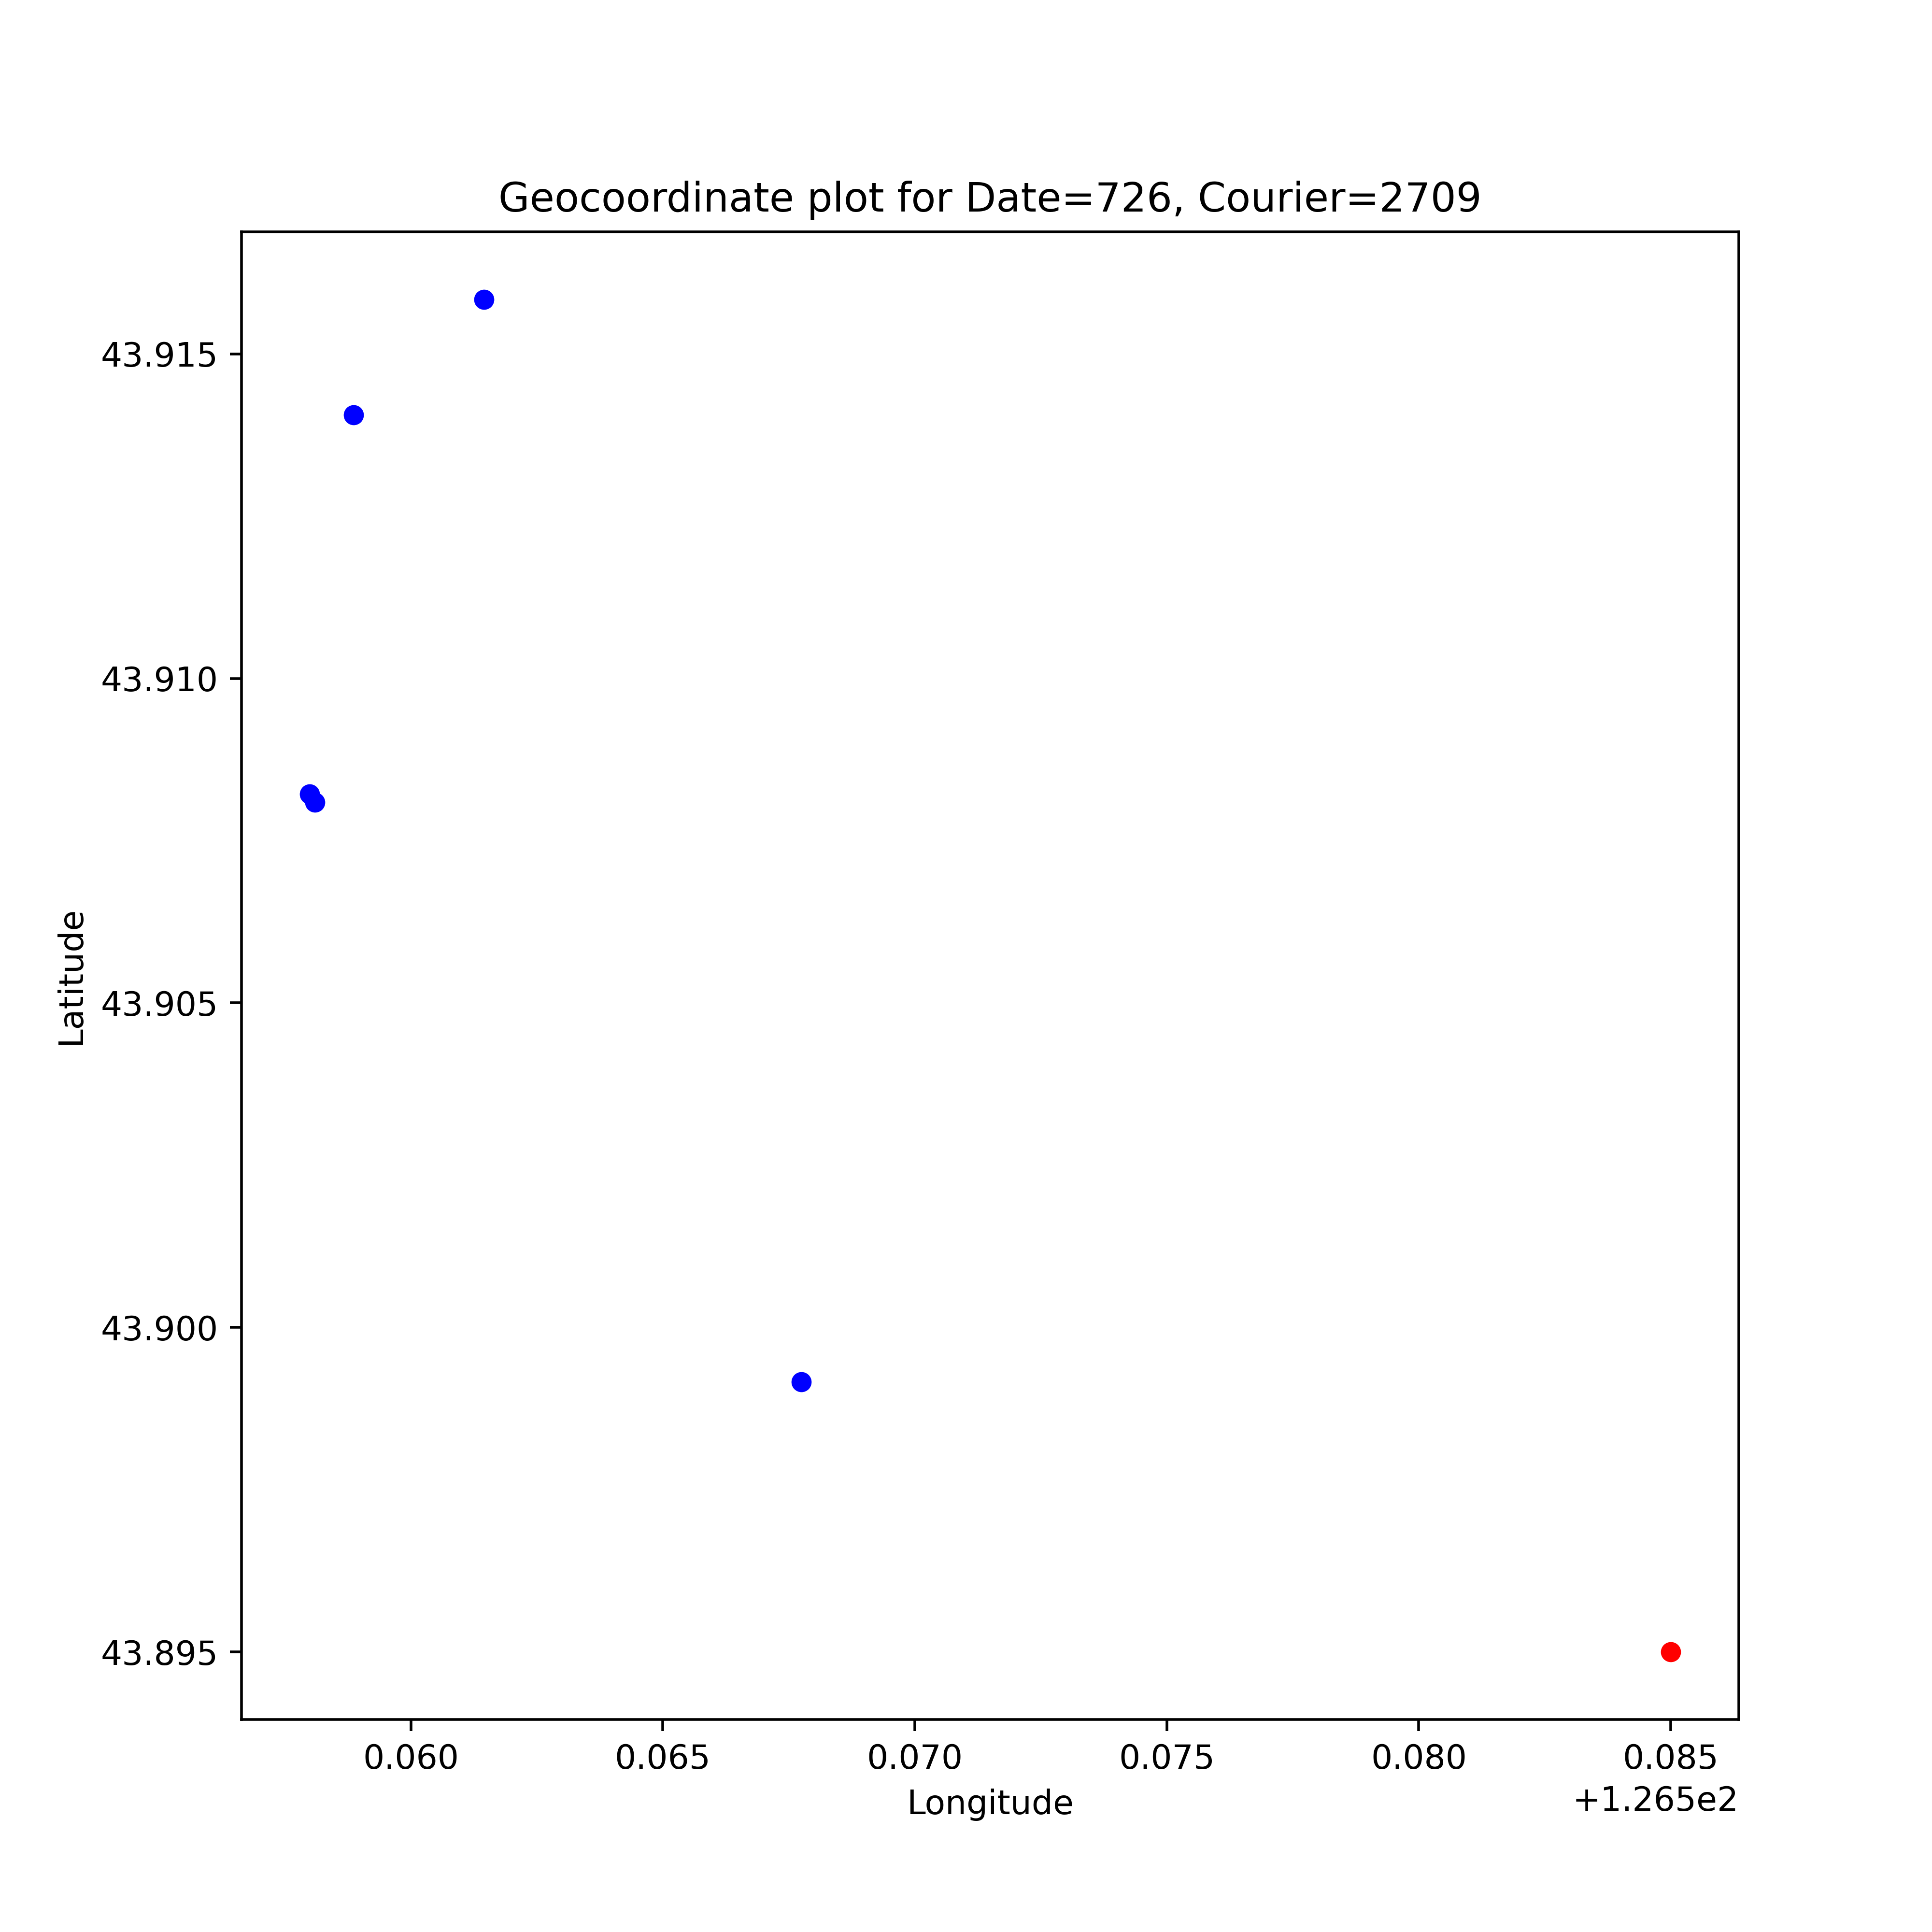 Geocoordinate plot for Date=726, Courier=2709
43.915
43.910
43.905
43.900
43.895
Latitude
0.060 0.065 0.070 0.075 0.080 0.085
+1.265e2
Longitude